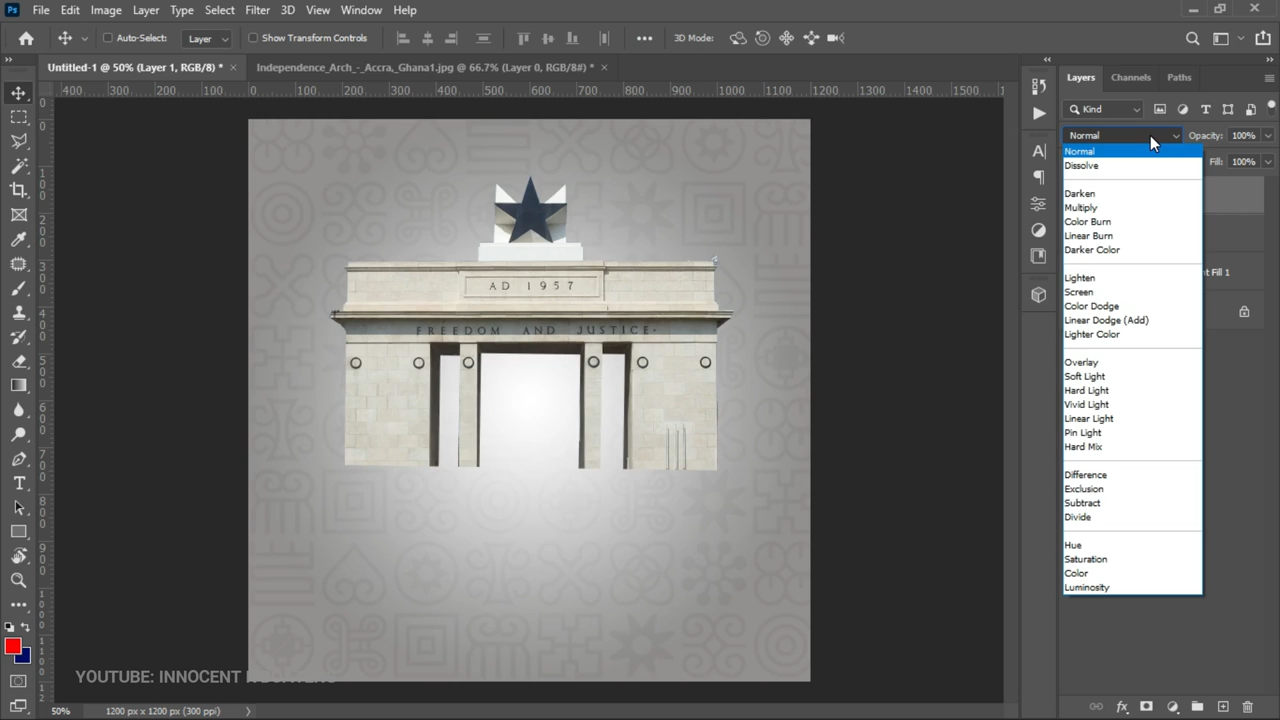 Ps File Edit Image Layer Type Select Filter 3D View Window Help
Auto-Select: Layer Show Transform Controls 3D Mode:
Untitled-1 @ 50% (Layer 1, RGB/8) * × Independence_Arch_-_Accra,_Ghana1.jpg @ 66.7% (Layer 0, RGB/8#) * ×
400 300 200 100 0 100 200 300 400 500 600 700 800 900 1000 1100 1200 1300 1400 1500
Layers Channels Paths
Kind
Normal Opacity: 100%
Normal
Dissolve
Fill: 100%
Darken
Multiply
Color Burn
Linear Burn
Darker Color
Lighten
Screen
Color Dodge
Linear Dodge (Add)
Lighter Color
Overlay
Soft Light
Hard Light
Vivid Light
Linear Light
Pin Light
Hard Mix
Difference
Exclusion
Subtract
Divide
Hue
Saturation
Color
Luminosity
nt Fill 1
AD 1957
FREEDOM AND JUSTICE
YOUTUBE: INNOCENT
50% 1200 px x 1200 px (300 ppi)